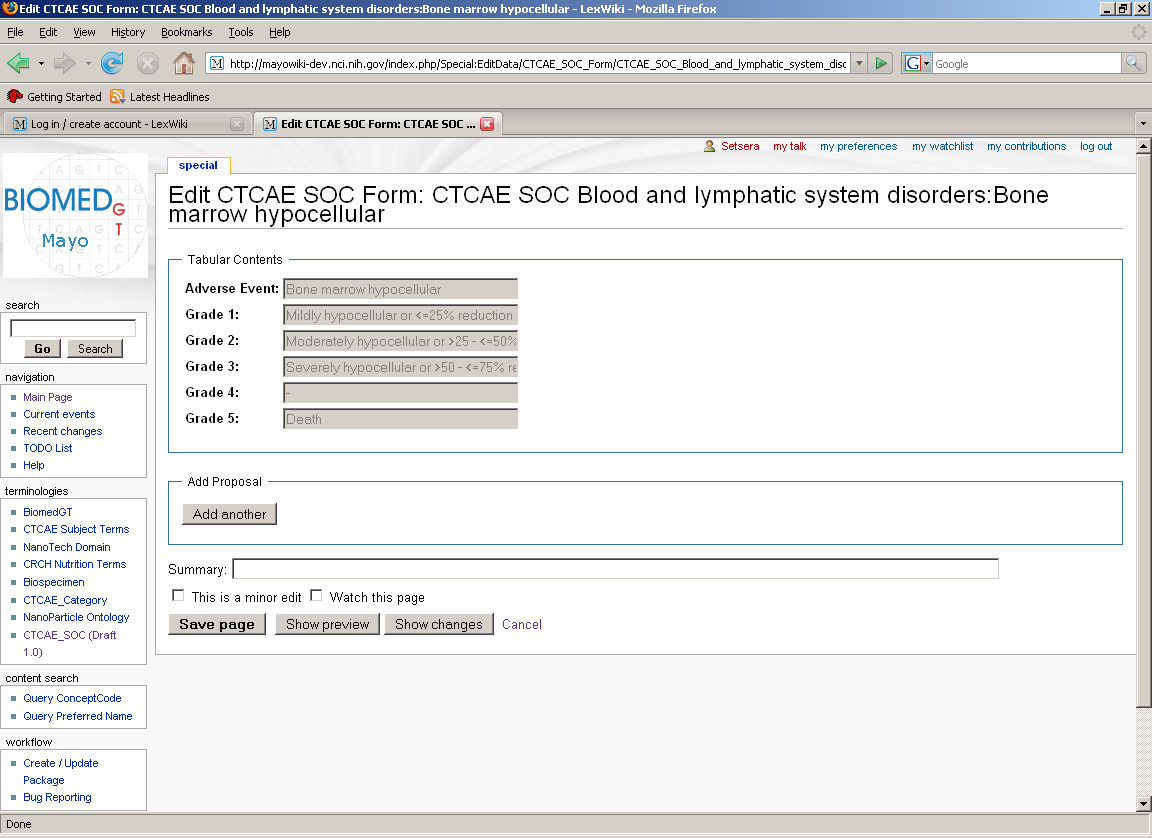 Edit CTCAE SOC Form: CTCAE SOC Blood and lymphatic system disorders:Bone marrow hypocellular - LexWiki - Mozilla Firefox
File Edit View History Bookmarks Tools Help
http://mayowiki-dev.nci.nih.gov/index.php/Special:EditData/CTCAE_SOC_Form/CTCAE_SOC_Blood_and_lymphatic_system_disc
Google
Getting Started Latest Headlines
Log in / create account - LexWiki
Edit CTCAE SOC Form: CTCAE SOC ...
Setsera my talk my preferences my watchlist my contributions log out
special
BIOMEDGT
Mayo
Edit CTCAE SOC Form: CTCAE SOC Blood and lymphatic system disorders:Bone
marrow hypocellular
Tabular Contents
Adverse Event: Bone marrow hypocellular
Grade 1: Mildly hypocellular or <=25% reduction
Grade 2: Moderately hypocellular or >25 - <=50%
Grade 3: Severely hypocellular or >50 - <=75% re
Grade 4: -
Grade 5: Death
Add Proposal
Add another
Summary:
This is a minor edit Watch this page
Save page Show preview Show changes Cancel
search
Go Search
navigation
Main Page
Current events
Recent changes
TODO List
Help
terminologies
BiomedGT
CTCAE Subject Terms
NanoTech Domain
CRCH Nutrition Terms
Biospecimen
CTCAE_Category
NanoParticle Ontology
CTCAE_SOC (Draft
1.0)
content search
Query ConceptCode
Query Preferred Name
workflow
Create / Update
Package
Bug Reporting
Done